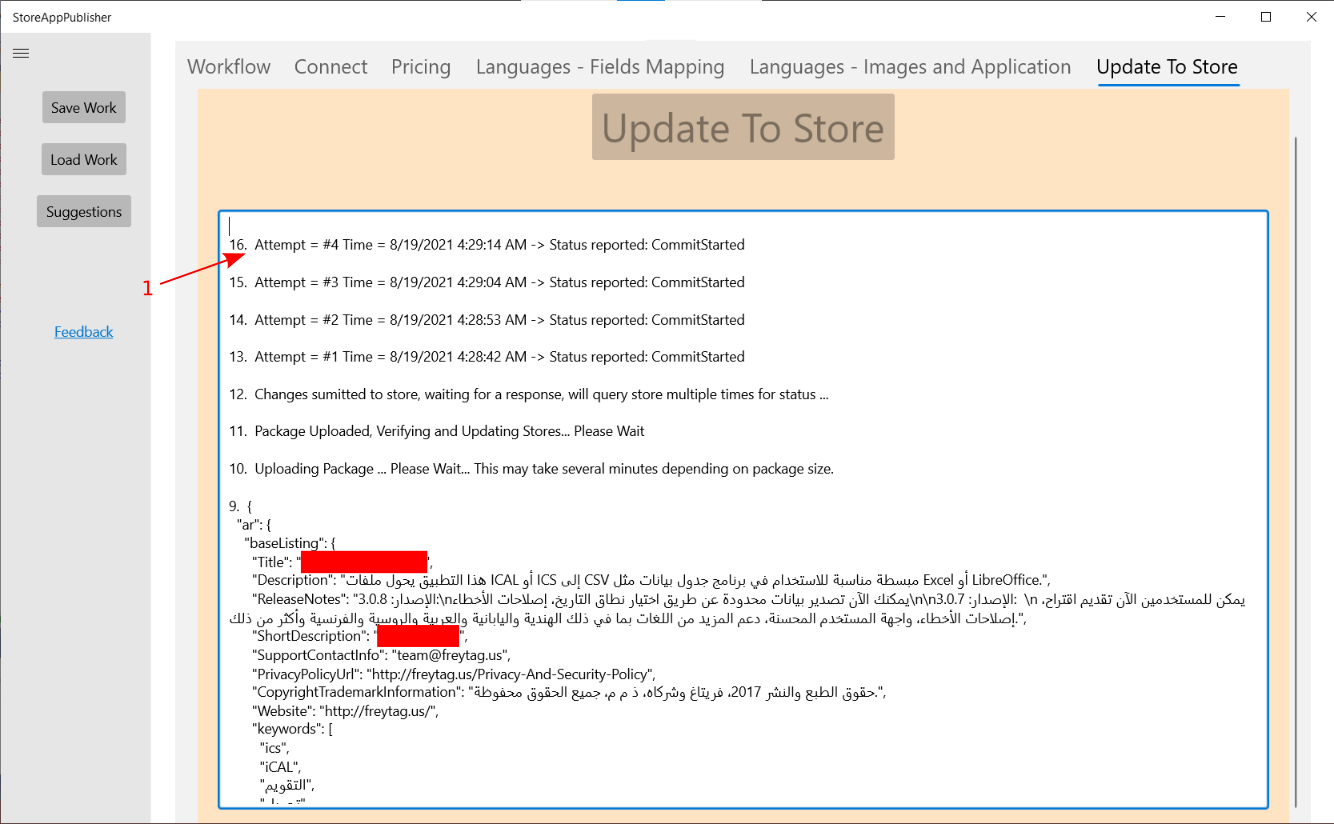 StoreAppPublisher
Workflow Connect Pricing Languages - Fields Mapping Languages - Images and Application Update To Store
Save Work
Load Work
Suggestions
Feedback
Update To Store
1
16. Attempt = #4 Time = 8/19/2021 4:29:14 AM -> Status reported: CommitStarted
15. Attempt = #3 Time = 8/19/2021 4:29:04 AM -> Status reported: CommitStarted
14. Attempt = #2 Time = 8/19/2021 4:28:53 AM -> Status reported: CommitStarted
13. Attempt = #1 Time = 8/19/2021 4:28:42 AM -> Status reported: CommitStarted
12. Changes sumitted to store, waiting for a response, will query store multiple times for status ...
11. Package Uploaded, Verifying and Updating Stores... Please Wait
10. Uploading Package ... Please Wait... This may take several minutes depending on package size.
9. {
"ar": {
"baseListing": {
"Title": "",
"Description": "هذا التطبيق يحول ملفات ICAL أو ICS إلى CSV مبسطة مناسبة للاستخدام في برنامج جدول بيانات مثل Excel أو LibreOffice.",
"ReleaseNotes": "الإصدار: 3.0.8:\nيمكنك الآن تصدير بيانات محدودة عن طريق اختيار نطاق التاريخ، إصلاحات الأخطاء\n\nالإصدار: 3.0.7: \n يمكن للمستخدمين الآن تقديم اقتراح،
إصلاحات الأخطاء، واجهة المستخدم المحسنة، دعم المزيد من اللغات بما في ذلك الهندية واليابانية والعربية والروسية والفرنسية وأكثر من ذلك.",
"ShortDescription": "",
"SupportContactInfo": "team@freytag.us",
"PrivacyPolicyUrl": "http://freytag.us/Privacy-And-Security-Policy",
"CopyrightTrademarkInformation": "حقوق الطبع والنشر 2017، فريتاغ وشركاه، ذ م م، جميع الحقوق محفوظة.",
"Website": "http://freytag.us/",
"keywords": [
"ics",
"iCAL",
"التقويم",